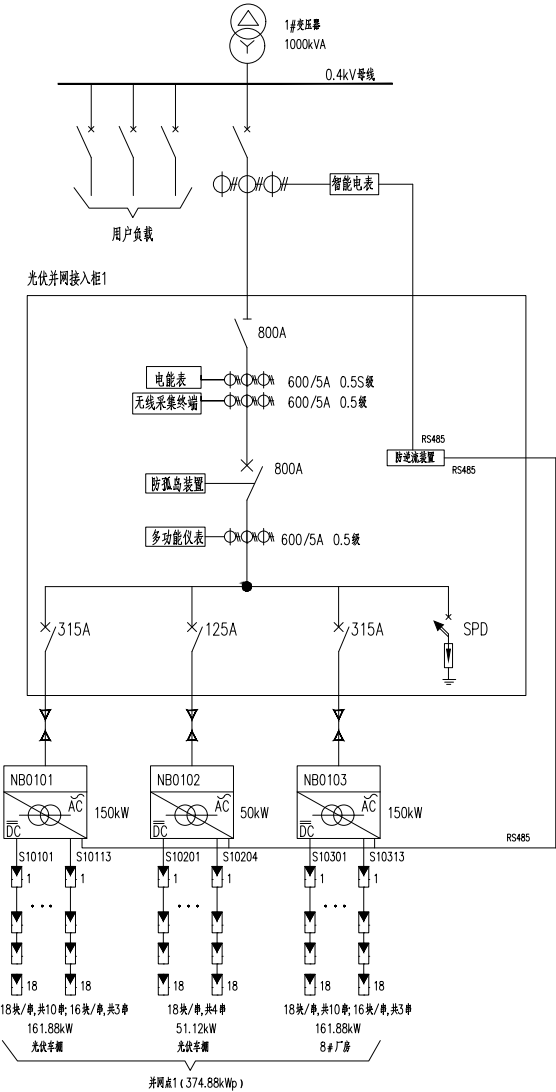 1#变压器
1000kVA
0.4kV母线
智能电表
用户负载
光伏并网接入柜1
800A
电能表
600/5A 0.5S级
无线采集终端
600/5A 0.5级
RS485
防逆流装置
RS485
800A
防孤岛装置
多功能仪表
600/5A 0.5级
315A
125A
315A
SPD
NB0101
NB0102
NB0103
AC
DC
150kW
AC
DC
50kW
AC
DC
150kW
RS485
S10101
S10113
S10201
S10204
S10301
S10313
1
1
1
1
1
1
18
18
18
18
18
18
18块/串,共10串; 16块/串,共3串
18块/串,共4串
18块/串,共10串; 16块/串,共3串
161.88kW
51.12kW
161.88kW
光伏车棚
光伏车棚
8#厂房
并网点1(374.88kWp)